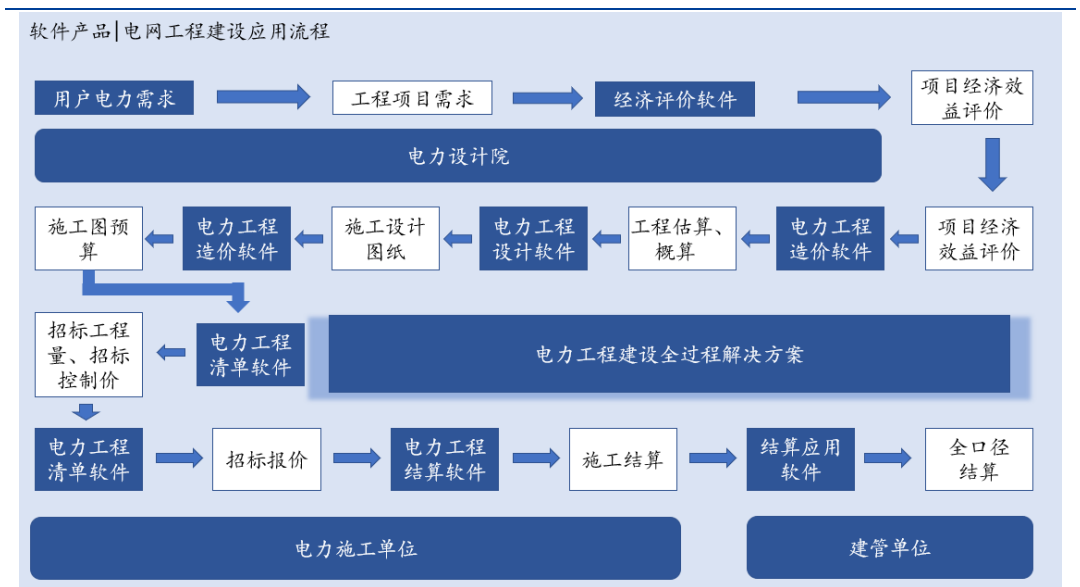 软件产品|电网工程建设应用流程
用户电力需求
工程项目需求
经济评价软件
项目经济效
益评价
电力设计院
施工图预
算
电力工程
造价软件
施工设计
图纸
电力工程
设计软件
工程估算、
概算
电力工程
造价软件
项目经济
效益评价
招标工程
量、招标
控制价
电力工程
清单软件
电力工程建设全过程解决方案
电力工程
清单软件
招标报价
电力工程
结算软件
施工结算
结算应用
软件
全口径
结算
电力施工单位
建管单位